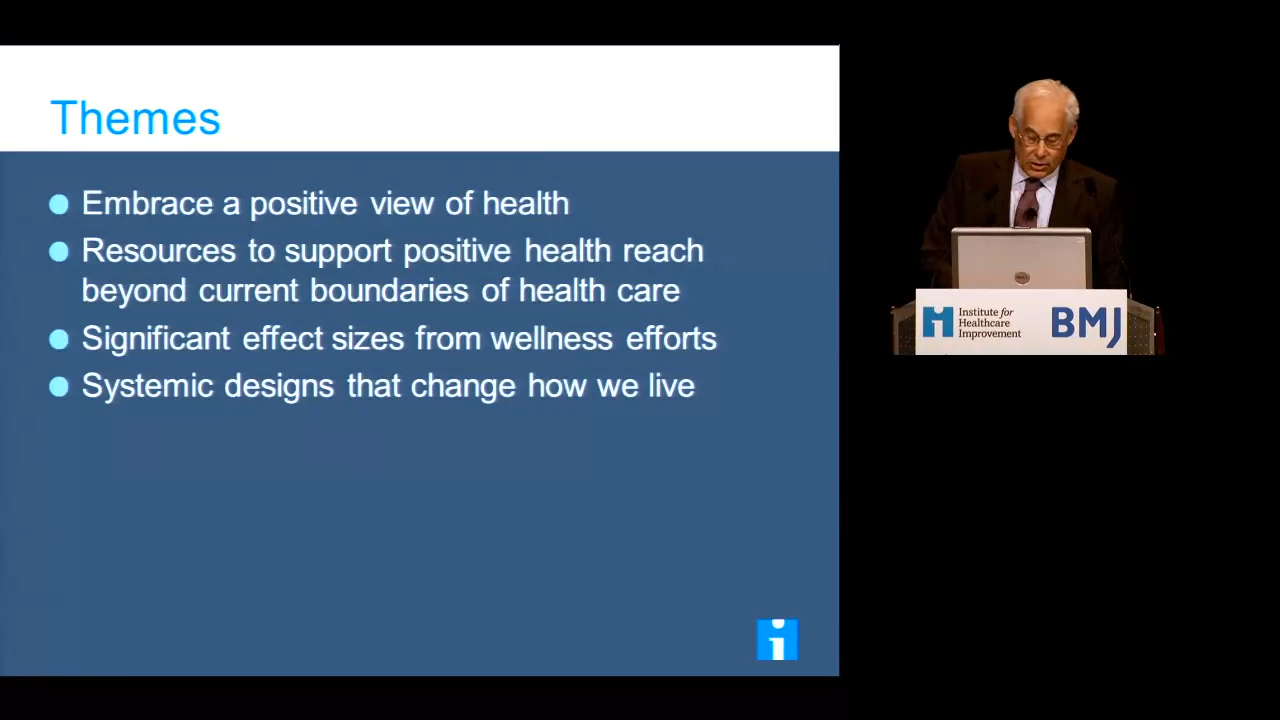 Themes
Embrace a positive view of health
Resources to support positive health reach
beyond current boundaries of health care
Significant effect sizes from wellness efforts
Systemic designs that change how we live
Institute for
Healthcare
Improvement
BMJ
DELL